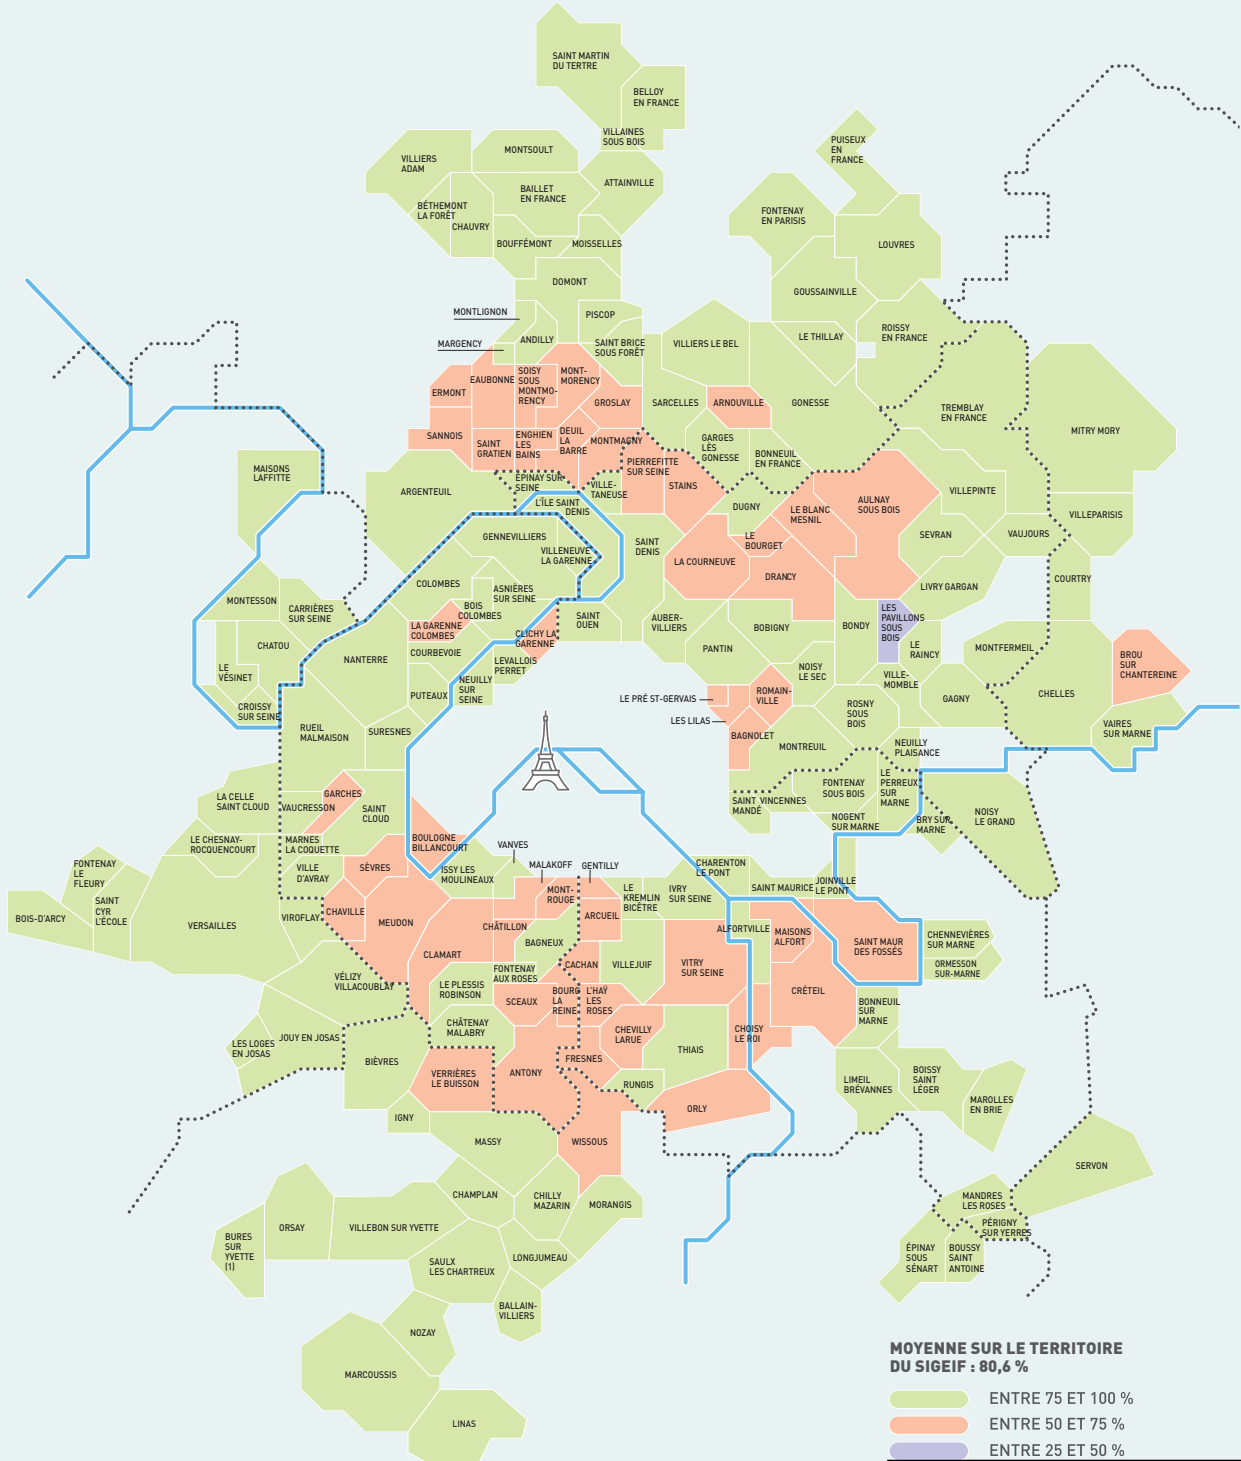 SAINT MARTIN
DU TERTRE
BELLOY
EN FRANCE
VILLAINES
SOUS BOIS
VILLIERS
ADAM
MONTSOULT
ATTAINVILLE
BAILLET
EN FRANCE
BÉTHEMONT
LA FORÊT
CHAUVRY
BOUFFÉMONT
MOISSELLES
PUISEUX
EN
FRANCE
FONTENAY
EN PARISIS
LOUVRES
DOMONT
GOUSSAINVILLE
MONTLIGNON
PISCOP
ANDILLY
MARGENCY
SAINT BRICE
SOUS FORÊT
VILLIERS LE BEL
LE THILLAY
ROISSY
EN FRANCE
ERMONT
EAUBONNE
SOISY
SOUS
MONTMO-
RENCY
MONT-
MORENCY
GROSLAY
SARCELLES
ARNOUVILLE
GONESSE
TREMBLAY
EN FRANCE
MITRY MORY
SANNOIS
SAINT
GRATIEN
ENGHIEN
LES
BAINS
DEUIL
LA
BARRE
MONTMAGNY
GARGES
LÈS
GONESSE
BONNEUIL
EN FRANCE
PIERREFITTE
SUR SEINE
STAINS
MAISONS
LAFFITTE
ARGENTEUIL
ÉPINAY SUR
SEINE
VILLE-
TANEUSE
L'ÎLE SAINT
DENIS
DUGNY
LE BLANC
MESNIL
AULNAY
SOUS BOIS
VILLEPINTE
VILLEPARISIS
GENNEVILLIERS
VILLENEUVE
LA GARENNE
SAINT
DENIS
LE
BOURGET
SEVRAN
VAUJOURS
LA COURNEUVE
DRANCY
COURTRY
LIVRY GARGAN
COLOMBES
ASNIÈRES
SUR SEINE
BOIS
COLOMBES
MONTESSON
CARRIÈRES
SUR SEINE
LA GARENNE
COLOMBES
CLICHY LA
GARENNE
SAINT
OUEN
AUBER-
VILLIERS
BOBIGNY
BONDY
LES
PAVILLONS
SOUS
BOIS
LE
RAINCY
MONTFERMEIL
BROU
SUR
CHANTEREINE
CHATOU
NANTERRE
COURBEVOIE
LEVALLOIS
PERRET
PANTIN
NOISY
LE SEC
VILLE-
MOMBLE
GAGNY
CHELLES
LE
VÉSINET
PUTEAUX
NEUILLY
SUR
SEINE
LE PRÉ ST-GERVAIS
ROMAIN-
VILLE
ROSNY
SOUS
BOIS
CROISSY
SUR SEINE
LES LILAS
VAIRES
SUR MARNE
RUEIL
MALMAISON
SURESNES
BAGNOLET
MONTREUIL
NEUILLY
PLAISANCE
LA CELLE
SAINT CLOUD
VAUCRESSON
GARCHES
SAINT
CLOUD
SAINT
MANDÉ
VINCENNES
FONTENAY
SOUS BOIS
LE
PERREUX
SUR
MARNE
NOGENT
SUR MARNE
BRY SUR
MARNE
NOISY
LE GRAND
LE CHESNAY-
ROCQUENCOURT
MARNES
LA COQUETTE
BOULOGNE
BILLANCOURT
VANVES
FONTENAY
LE
FLEURY
VILLE
D'AVRAY
SÈVRES
ISSY LES
MOULINEAUX
MALAKOFF
GENTILLY
CHARENTON
LE PONT
SAINT MAURICE
JOINVILLE
LE PONT
SAINT
CYR
L'ÉCOLE
BOIS-D'ARCY
VERSAILLES
VIROFLAY
CHAVILLE
MEUDON
CHÂTILLON
MONT-
ROUGE
ARCUEIL
LE
KREMLIN
BICÊTRE
IVRY
SUR SEINE
ALFORTVILLE
MAISONS
ALFORT
SAINT MAUR
DES FOSSÉS
CHENNEVIÈRES
SUR MARNE
CLAMART
BAGNEUX
CACHAN
VILLEJUIF
VITRY
SUR SEINE
ORMESSON
SUR-MARNE
VÉLIZY
VILLACOUBLAY
FONTENAY
AUX ROSES
LE PLESSIS
ROBINSON
SCEAUX
BOURG
LA
REINE
L'HAŸ
LES
ROSES
CRÉTEIL
BONNEUIL
SUR
MARNE
LES LOGES
EN JOSAS
JOUY EN JOSAS
CHÂTENAY
MALABRY
CHEVILLY
LARUE
CHOISY
LE ROI
THIAIS
BIÈVRES
VERRIÈRES
LE BUISSON
ANTONY
FRESNES
RUNGIS
ORLY
LIMEIL
BRÉVANNES
BOISSY
SAINT
LÉGER
MAROLLES
EN BRIE
IGNY
MASSY
WISSOUS
SERVON
CHAMPLAN
CHILLY
MAZARIN
MORANGIS
MANDRES
LES ROSES
PÉRIGNY
SUR YERRES
ORSAY
VILLEBON SUR YVETTE
BURES
SUR
YVETTE
(1)
SAULX
LES CHARTREUX
LONGJUMEAU
ÉPINAY
SOUS
SÉNART
BOUSSY
SAINT
ANTOINE
BALLAIN-
VILLIERS
NOZAY
MARCOUSSIS
LINAS
MOYENNE SUR LE TERRITOIRE
DU SIGEIF : 80,6 %
ENTRE 75 ET 100 %
ENTRE 50 ET 75 %
ENTRE 25 ET 50 %